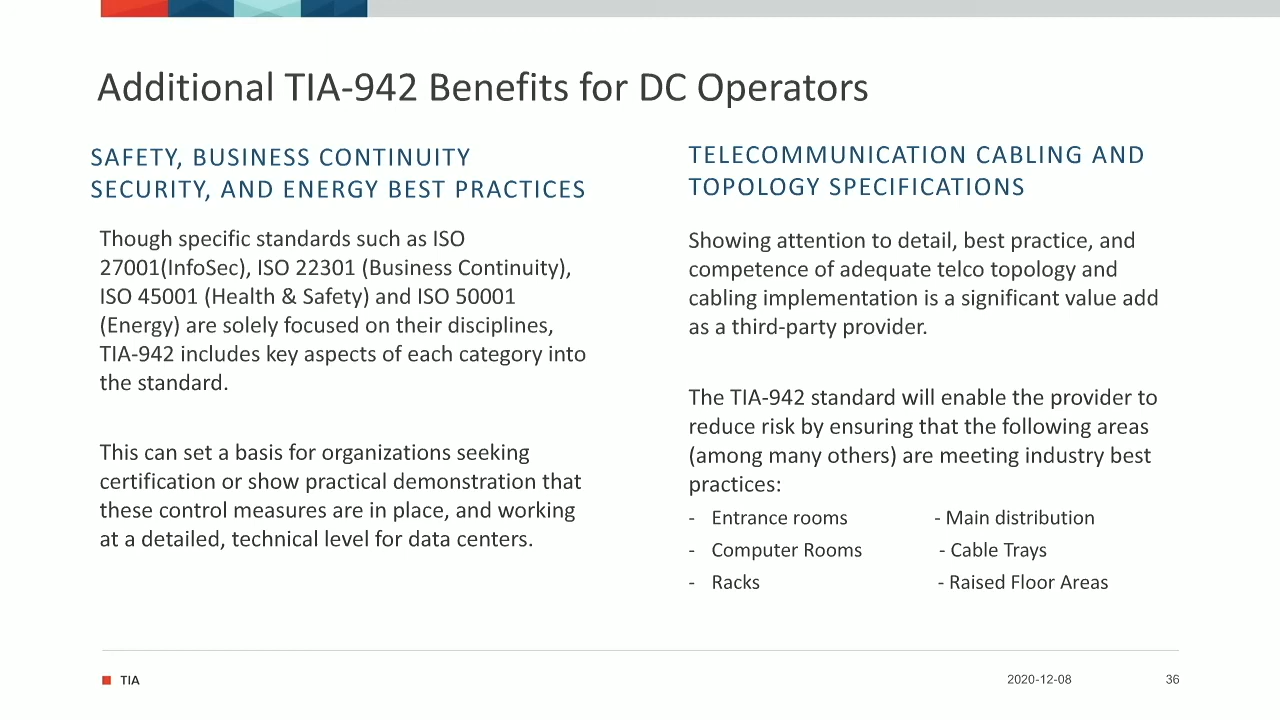 Additional TIA-942 Benefits for DC Operators
SAFETY, BUSINESS CONTINUITY
SECURITY, AND ENERGY BEST PRACTICES
Though specific standards such as ISO
27001(InfoSec), ISO 22301 (Business Continuity),
ISO 45001 (Health & Safety) and ISO 50001
(Energy) are solely focused on their disciplines,
TIA-942 includes key aspects of each category into
the standard.
This can set a basis for organizations seeking
certification or show practical demonstration that
these control measures are in place, and working
at a detailed, technical level for data centers.
TELECOMMUNICATION CABLING AND
TOPOLOGY SPECIFICATIONS
Showing attention to detail, best practice, and
competence of adequate telco topology and
cabling implementation is a significant value add
as a third-party provider.
The TIA-942 standard will enable the provider to
reduce risk by ensuring that the following areas
(among many others) are meeting industry best
practices:
- Entrance rooms - Main distribution
- Computer Rooms - Cable Trays
- Racks - Raised Floor Areas
TIA 2020-12-08 36